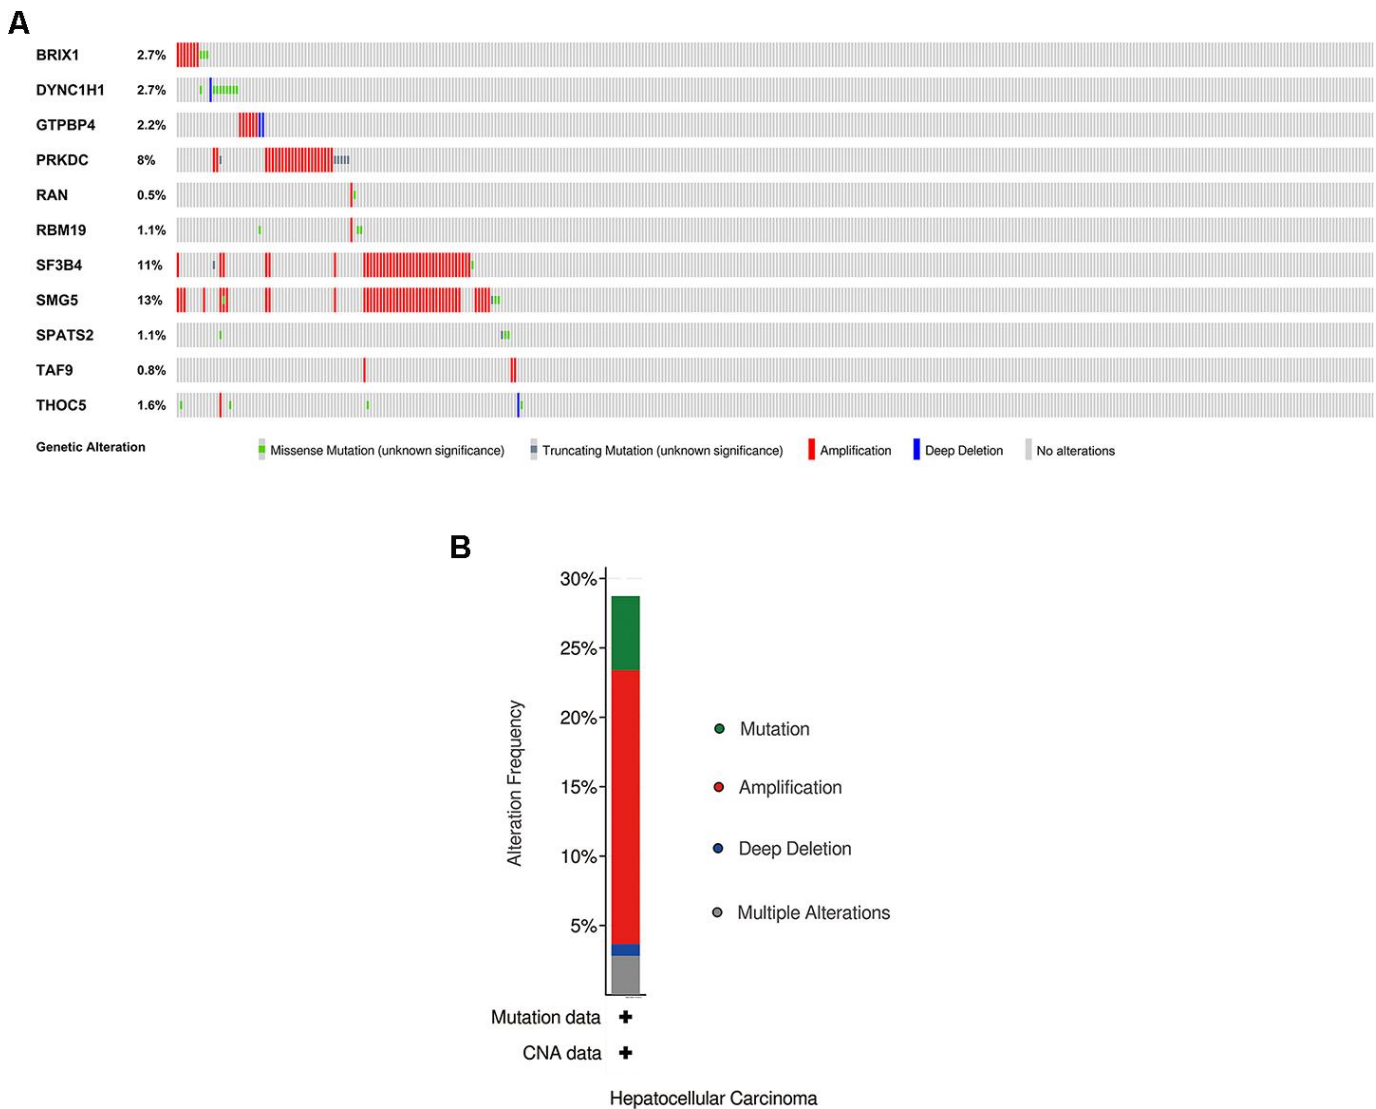 A
BRIX1 2.7%
DYNC1H1 2.7%
GTPBP4 2.2%
PRKDC 8%
RAN 0.5%
RBM19 1.1%
SF3B4 11%
SMG5 13%
SPATS2 1.1%
TAF9 0.8%
THOC5 1.6%
Genetic Alteration Missense Mutation (unknown significance) Truncating Mutation (unknown significance) Amplification Deep Deletion No alterations
B
30%
25%
20%
15%
10%
5%
Alteration Frequency
Mutation
Amplification
Deep Deletion
Multiple Alterations
Mutation data +
CNA data +
Hepatocellular Carcinoma